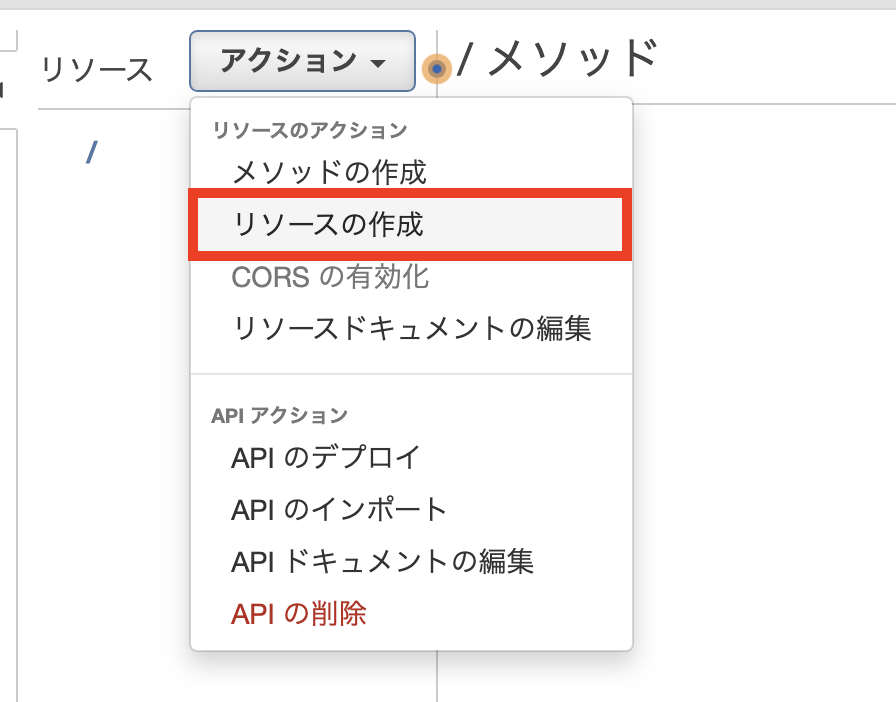 リソース
アクション
/ メソッド
/
リソースのアクション
メソッドの作成
リソースの作成
CORS の有効化
リソースドキュメントの編集
API アクション
API のデプロイ
API のインポート
API ドキュメントの編集
API の削除